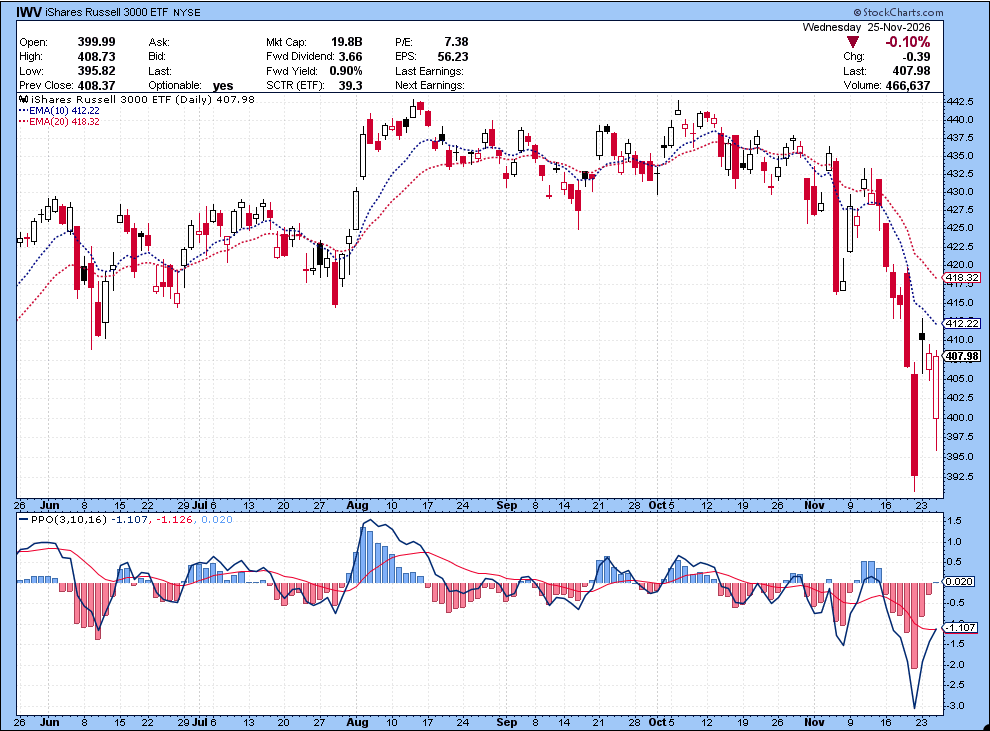 IWV iShares Russell 3000 ETF NYSE © StockCharts.com
Wednesday 25-Nov-2026
Open: 399.99 Ask: Mkt Cap: 19.8B P/E: 7.38 ▼ -0.10%
High: 408.73 Bid: Fwd Dividend: 3.66 EPS: 56.23 Chg: -0.39
Low: 395.82 Last: Fwd Yield: 0.90% Last Earnings: Last: 407.98
Prev Close: 408.37 Optionable: yes SCTR (ETF): 39.3 Next Earnings: Volume: 466,637
iShares Russell 3000 ETF (Daily) 407.98
EMA(10) 412.22
EMA(20) 418.32
442.5
440.0
437.5
435.0
432.5
430.0
427.5
425.0
422.5
420.0
418.32
417.5
415.0
412.22
410.0
407.98
405.0
402.5
400.0
397.5
395.0
392.5
26 Jun 8 15 22 29 Jul 6 13 20 27 Aug 10 17 24 Sep 8 14 21 28 Oct 5 12 19 26 Nov 9 16 23
PPO(3,10,16) -1.107, -1.126, 0.020
1.5
1.0
0.5
0.020
-0.5
-1.107
-1.5
-2.0
-2.5
-3.0
26 Jun 8 15 22 29 Jul 6 13 20 27 Aug 10 17 24 Sep 8 14 21 28 Oct 5 12 19 26 Nov 9 16 23